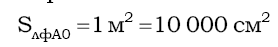 S_лфА0 = 1 м² = 10 000 см²